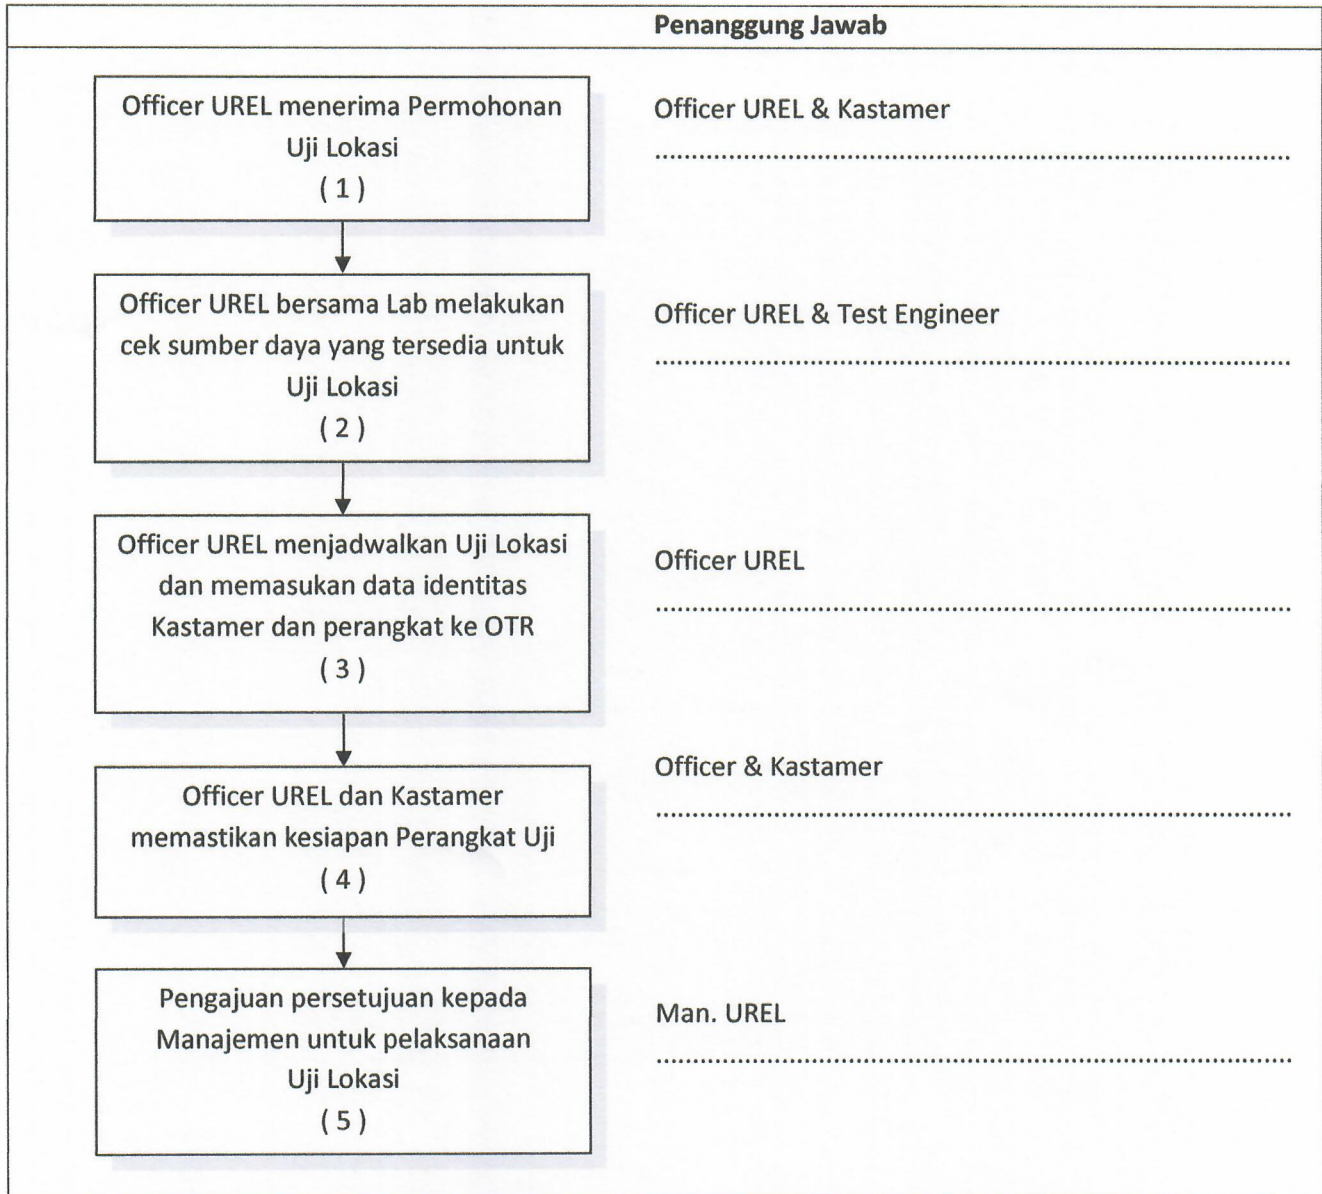 Penanggung Jawab
Officer UREL menerima Permohonan
Uji Lokasi
( 1 )
Officer UREL & Kastamer
Officer UREL bersama Lab melakukan
cek sumber daya yang tersedia untuk
Uji Lokasi
( 2 )
Officer UREL & Test Engineer
Officer UREL menjadwalkan Uji Lokasi
dan memasukan data identitas
Kastamer dan perangkat ke OTR
( 3 )
Officer UREL
Officer UREL dan Kastamer
memastikan kesiapan Perangkat Uji
( 4 )
Officer & Kastamer
Pengajuan persetujuan kepada
Manajemen untuk pelaksanaan
Uji Lokasi
( 5 )
Man. UREL